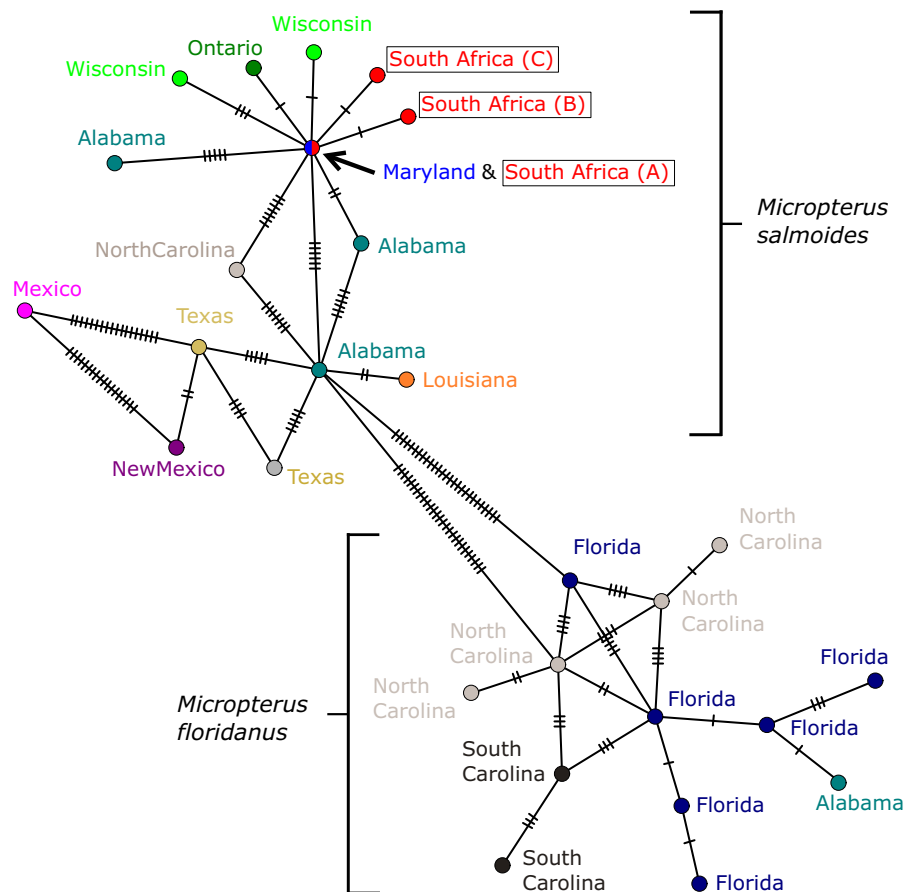 Wisconsin
Ontario
South Africa (C)
Wisconsin
South Africa (B)
Alabama
Maryland & South Africa (A)
Micropterus
salmoides
NorthCarolina
Alabama
Mexico
Texas
Alabama
Louisiana
NewMexico
Texas
North
Carolina
Florida
North
Carolina
North
Carolina
Florida
North
Carolina
Florida
Florida
Micropterus
floridanus
South
Carolina
Florida
Alabama
South
Carolina
Florida